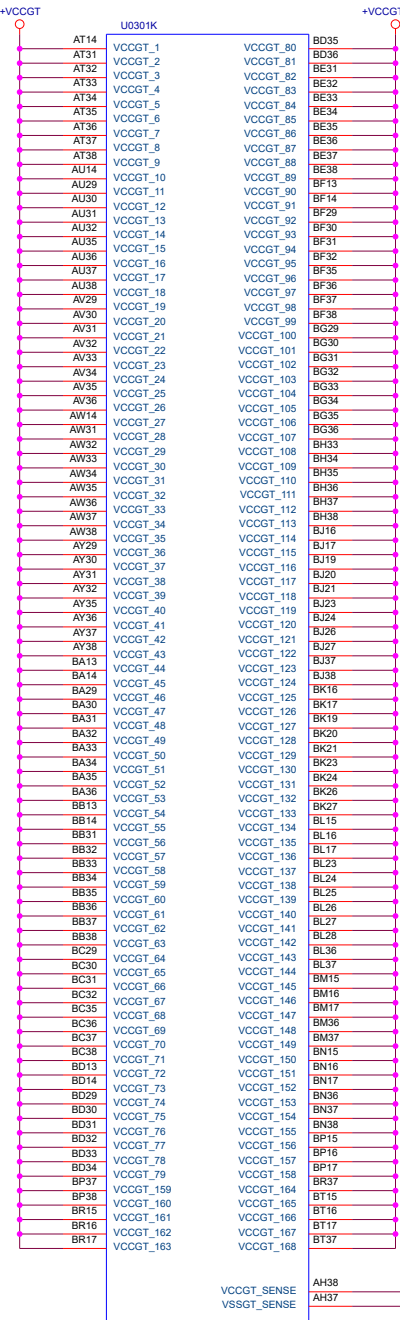 +VCCGT +VCCGT
U0301K
AT14 VCCGT_1 VCCGT_80 BD35
AT31 VCCGT_2 VCCGT_81 BD36
AT32 VCCGT_3 VCCGT_82 BE31
AT33 VCCGT_4 VCCGT_83 BE32
AT34 VCCGT_5 VCCGT_84 BE33
AT35 VCCGT_6 VCCGT_85 BE34
AT36 VCCGT_7 VCCGT_86 BE35
AT37 VCCGT_8 VCCGT_87 BE36
AT38 VCCGT_9 VCCGT_88 BE37
AU14 VCCGT_10 VCCGT_89 BE38
AU29 VCCGT_11 VCCGT_90 BF13
AU30 VCCGT_12 VCCGT_91 BF14
AU31 VCCGT_13 VCCGT_92 BF29
AU32 VCCGT_14 VCCGT_93 BF30
AU35 VCCGT_15 VCCGT_94 BF31
AU36 VCCGT_16 VCCGT_95 BF32
AU37 VCCGT_17 VCCGT_96 BF35
AU38 VCCGT_18 VCCGT_97 BF36
AV29 VCCGT_19 VCCGT_98 BF37
AV30 VCCGT_20 VCCGT_99 BF38
AV31 VCCGT_21 VCCGT_100 BG29
AV32 VCCGT_22 VCCGT_101 BG30
AV33 VCCGT_23 VCCGT_102 BG31
AV34 VCCGT_24 VCCGT_103 BG32
AV35 VCCGT_25 VCCGT_104 BG33
AV36 VCCGT_26 VCCGT_105 BG34
AW14 VCCGT_27 VCCGT_106 BG35
AW31 VCCGT_28 VCCGT_107 BG36
AW32 VCCGT_29 VCCGT_108 BH33
AW33 VCCGT_30 VCCGT_109 BH34
AW34 VCCGT_31 VCCGT_110 BH35
AW35 VCCGT_32 VCCGT_111 BH36
AW36 VCCGT_33 VCCGT_112 BH37
AW37 VCCGT_34 VCCGT_113 BH38
AW38 VCCGT_35 VCCGT_114 BJ16
AY29 VCCGT_36 VCCGT_115 BJ17
AY30 VCCGT_37 VCCGT_116 BJ19
AY31 VCCGT_38 VCCGT_117 BJ20
AY32 VCCGT_39 VCCGT_118 BJ21
AY35 VCCGT_40 VCCGT_119 BJ23
AY36 VCCGT_41 VCCGT_120 BJ24
AY37 VCCGT_42 VCCGT_121 BJ26
AY38 VCCGT_43 VCCGT_122 BJ27
BA13 VCCGT_44 VCCGT_123 BJ37
BA14 VCCGT_45 VCCGT_124 BJ38
BA29 VCCGT_46 VCCGT_125 BK16
BA30 VCCGT_47 VCCGT_126 BK17
BA31 VCCGT_48 VCCGT_127 BK19
BA32 VCCGT_49 VCCGT_128 BK20
BA33 VCCGT_50 VCCGT_129 BK21
BA34 VCCGT_51 VCCGT_130 BK23
BA35 VCCGT_52 VCCGT_131 BK24
BA36 VCCGT_53 VCCGT_132 BK26
BB13 VCCGT_54 VCCGT_133 BK27
BB14 VCCGT_55 VCCGT_134 BL15
BB31 VCCGT_56 VCCGT_135 BL16
BB32 VCCGT_57 VCCGT_136 BL17
BB33 VCCGT_58 VCCGT_137 BL23
BB34 VCCGT_59 VCCGT_138 BL24
BB35 VCCGT_60 VCCGT_139 BL25
BB36 VCCGT_61 VCCGT_140 BL26
BB37 VCCGT_62 VCCGT_141 BL27
BB38 VCCGT_63 VCCGT_142 BL28
BC29 VCCGT_64 VCCGT_143 BL36
BC30 VCCGT_65 VCCGT_144 BL37
BC31 VCCGT_66 VCCGT_145 BM15
BC32 VCCGT_67 VCCGT_146 BM16
BC35 VCCGT_68 VCCGT_147 BM17
BC36 VCCGT_69 VCCGT_148 BM36
BC37 VCCGT_70 VCCGT_149 BM37
BC38 VCCGT_71 VCCGT_150 BN15
BD13 VCCGT_72 VCCGT_151 BN16
BD14 VCCGT_73 VCCGT_152 BN17
BD29 VCCGT_74 VCCGT_153 BN36
BD30 VCCGT_75 VCCGT_154 BN37
BD31 VCCGT_76 VCCGT_155 BN38
BD32 VCCGT_77 VCCGT_156 BP15
BD33 VCCGT_78 VCCGT_157 BP16
BD34 VCCGT_79 VCCGT_158 BP17
BP37 VCCGT_159 VCCGT_164 BR37
BP38 VCCGT_160 VCCGT_165 BT15
BR15 VCCGT_161 VCCGT_166 BT16
BR16 VCCGT_162 VCCGT_167 BT17
BR17 VCCGT_163 VCCGT_168 BT37
VCCGT_SENSE AH38
VSSGT_SENSE AH37